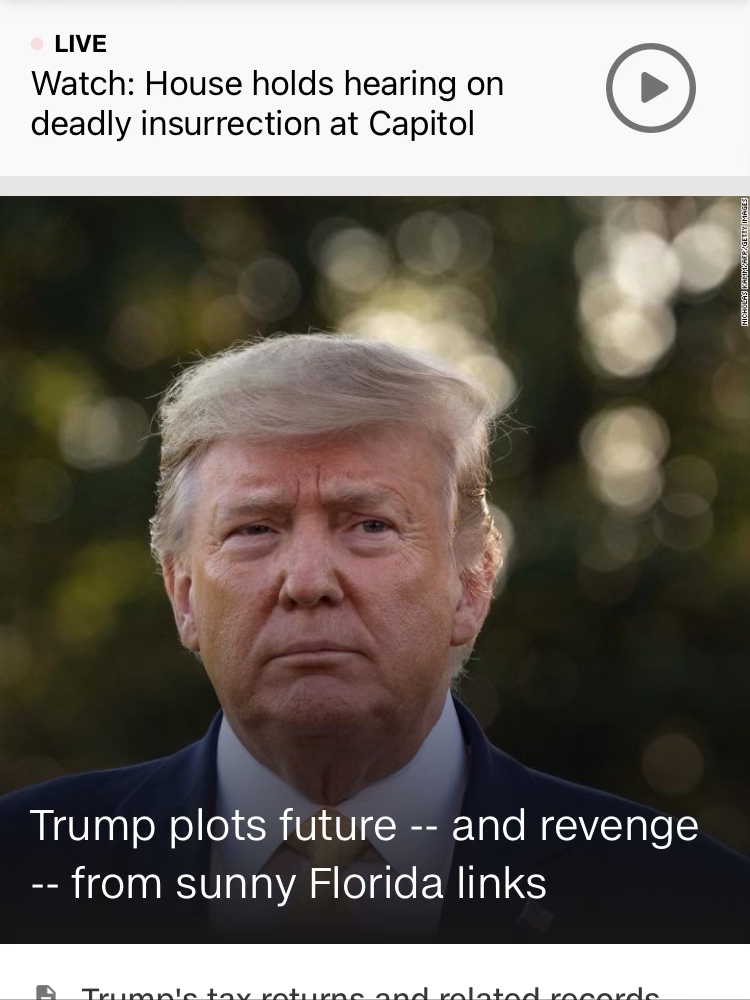 LIVE
Watch: House holds hearing on
deadly insurrection at Capitol
NICHOLAS KAMM/AFP/GETTY IMAGES
Trump plots future -- and revenge
-- from sunny Florida links
Trump's tax returns and related records